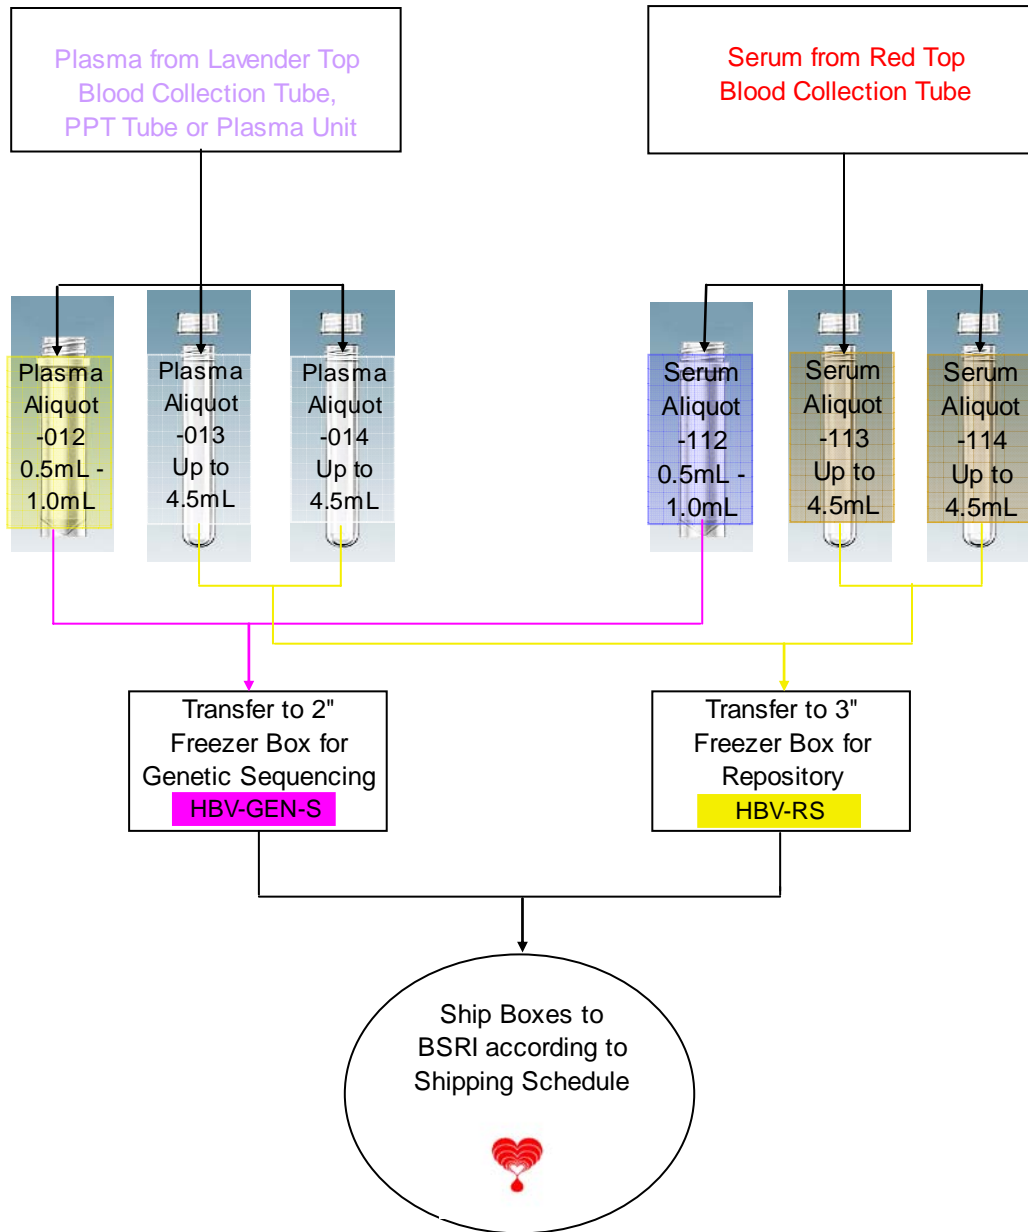 Plasma from Lavender Top
Blood Collection Tube,
PPT Tube or Plasma Unit
Serum from Red Top
Blood Collection Tube
Plasma
Aliquot
-012
0.5mL -
1.0mL
Plasma
Aliquot
-013
Up to
4.5mL
Plasma
Aliquot
-014
Up to
4.5mL
Serum
Aliquot
-112
0.5mL -
1.0mL
Serum
Aliquot
-113
Up to
4.5mL
Serum
Aliquot
-114
Up to
4.5mL
Transfer to 2"
Freezer Box for
Genetic Sequencing
HBV-GEN-S
Transfer to 3"
Freezer Box for
Repository
HBV-RS
Ship Boxes to
BSRI according to
Shipping Schedule